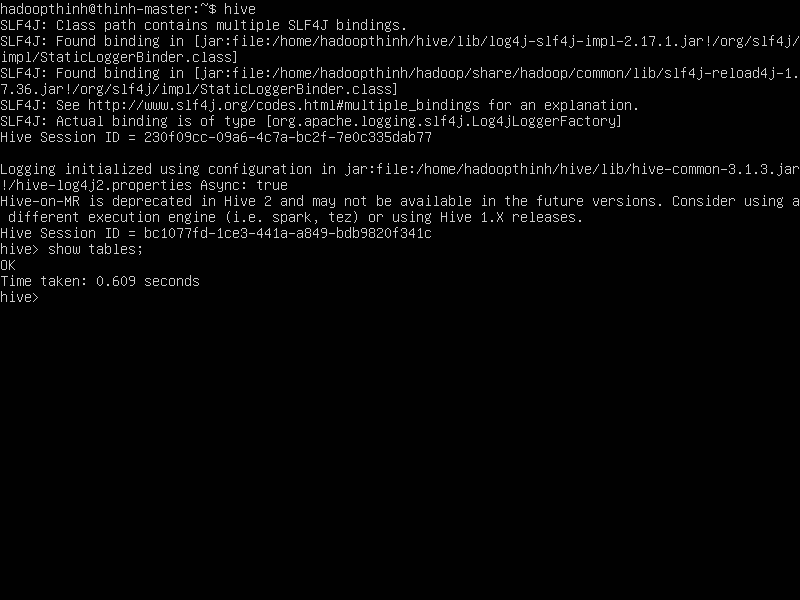 hadoopthinh@thinh-master:~$ hive
SLF4J: Class path contains multiple SLF4J bindings.
SLF4J: Found binding in [jar:file:/home/hadoopthinh/hive/lib/log4j-slf4j-impl-2.17.1.jar!/org/slf4j/
impl/StaticLoggerBinder.class]
SLF4J: Found binding in [jar:file:/home/hadoopthinh/hadoop/share/hadoop/common/lib/slf4j-reload4j-1.
7.36.jar!/org/slf4j/impl/StaticLoggerBinder.class]
SLF4J: See http://www.slf4j.org/codes.html#multiple_bindings for an explanation.
SLF4J: Actual binding is of type [org.apache.logging.slf4j.Log4jLoggerFactory]
Hive Session ID = 230f09cc-09a6-4c7a-bc2f-7e0c335dab77

Logging initialized using configuration in jar:file:/home/hadoopthinh/hive/lib/hive-common-3.1.3.jar
!/hive-log4j2.properties Async: true
Hive-on-MR is deprecated in Hive 2 and may not be available in the future versions. Consider using a
 different execution engine (i.e. spark, tez) or using Hive 1.X releases.
Hive Session ID = bc1077fd-1ce3-441a-a849-bdb9820f341c
hive> show tables;
OK
Time taken: 0.609 seconds
hive>